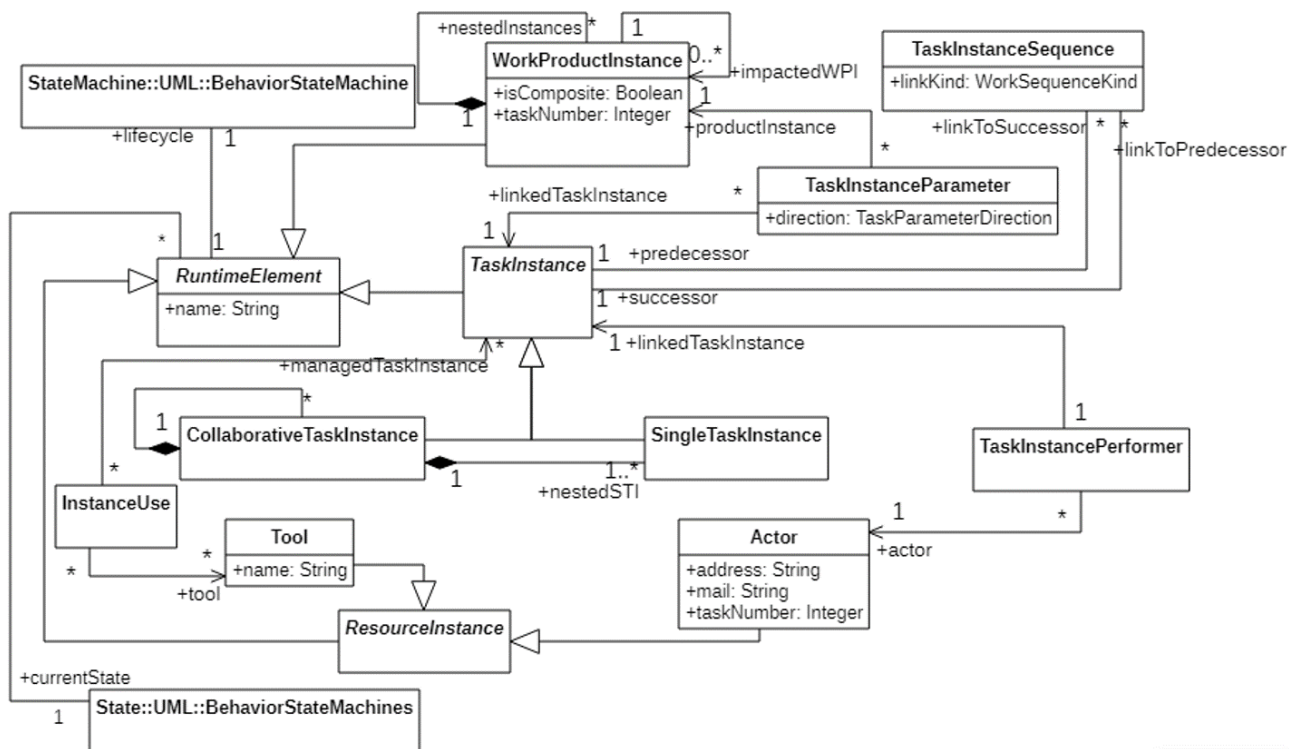 +nestedInstances
*
1
TaskInstanceSequence
+linkKind: WorkSequenceKind
WorkProductInstance
0..*
+impactedWPI
StateMachine::UML::BehaviorStateMachine
+isComposite: Boolean
+taskNumber: Integer
1
1
+productInstance
*
+linkToSuccessor
*
*
+linkToPredecessor
+lifecycle
1
TaskInstanceParameter
+direction: TaskParameterDirection
+linkedTaskInstance
*
1
*
1
RuntimeElement
+name: String
TaskInstance
1
+predecessor
1
+successor
1
+linkedTaskInstance
+managedTaskInstance
*
*
1
CollaborativeTaskInstance
SingleTaskInstance
1
TaskInstancePerformer
*
1
1..*
+nestedSTI
InstanceUse
Tool
+name: String
*
*
+tool
Actor
+address: String
+mail: String
+taskNumber: Integer
1
*
+actor
ResourceInstance
+currentState
1
State::UML::BehaviorStateMachines